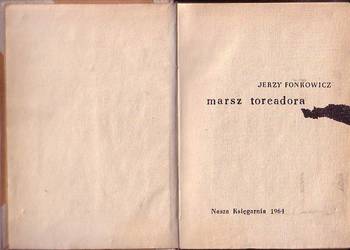 JERZY FONKOWICZ
marsz toreadora
Nasza Księgarnia 1964